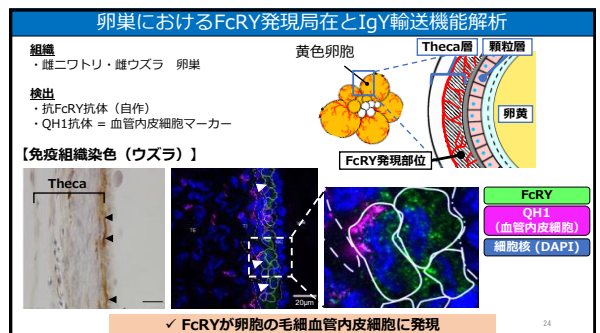 卵巣におけるFcRY発現局在とIgY輸送機能解析
組織
・雌ニワトリ・雌ウズラ 卵巣
検出
・抗FcRY抗体（自作）
・QH1抗体 = 血管内皮細胞マーカー
黄色卵胞
Theca層
顆粒層
卵黄
FcRY発現部位
【免疫組織染色（ウズラ）】
Theca
TE
TI
20μm
FcRY
QH1
（血管内皮細胞）
細胞核 (DAPI)
✓ FcRYが卵胞の毛細血管内皮細胞に発現
24